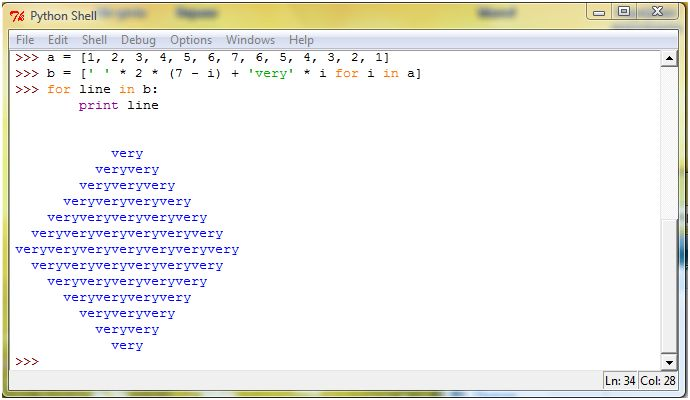 Python Shell
File Edit Shell Debug Options Windows Help
>>> a = [1, 2, 3, 4, 5, 6, 7, 6, 5, 4, 3, 2, 1]
>>> b = [' ' * 2 * (7 - i) + 'very' * i for i in a]
>>> for line in b:
        print line
            very
          veryvery
        veryveryvery
      veryveryveryvery
    veryveryveryveryvery
  veryveryveryveryveryvery
veryveryveryveryveryveryvery
  veryveryveryveryveryvery
    veryveryveryveryvery
      veryveryveryvery
        veryveryvery
          veryvery
            very
>>>
Ln: 34 Col: 28